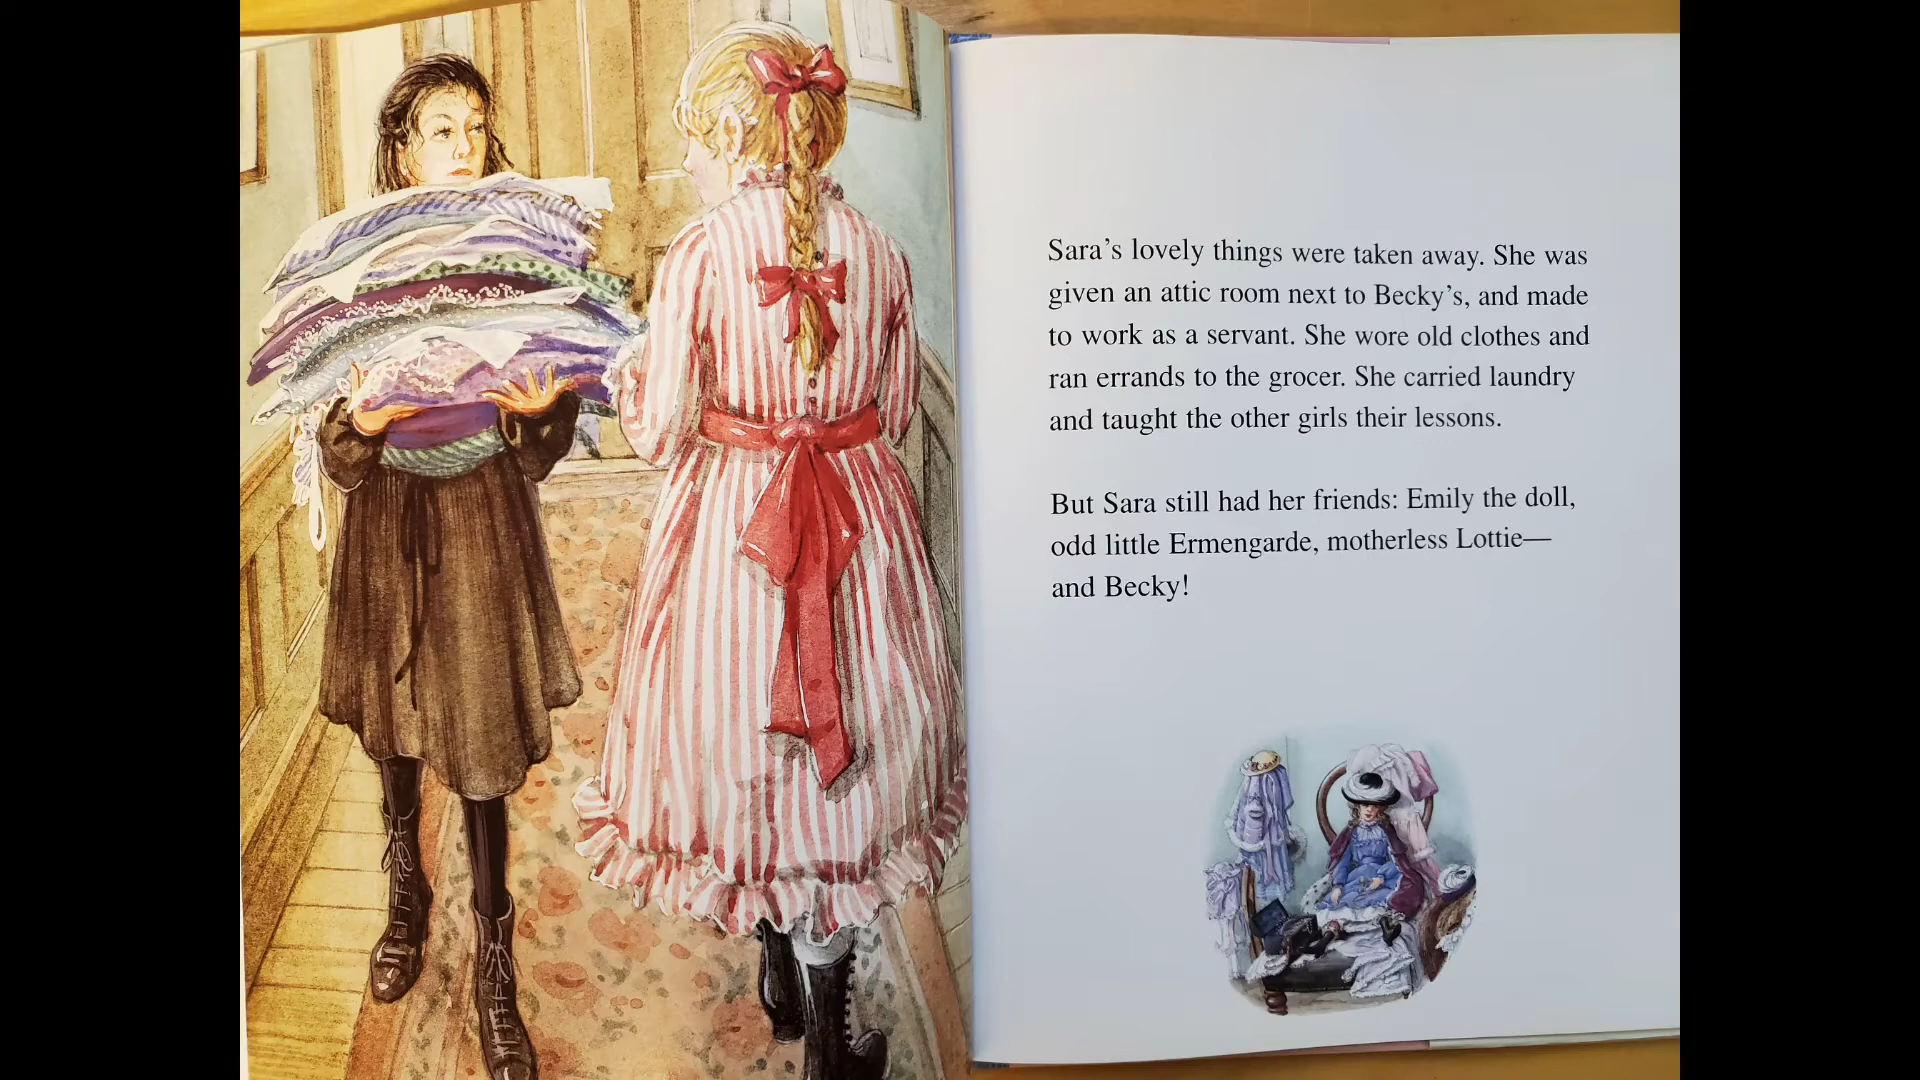 Sara's lovely things were taken away. She was
given an attic room next to Becky's, and made
to work as a servant. She wore old clothes and
ran errands to the grocer. She carried laundry
and taught the other girls their lessons.
But Sara still had her friends: Emily the doll,
odd little Ermengarde, motherless Lottie—
and Becky!